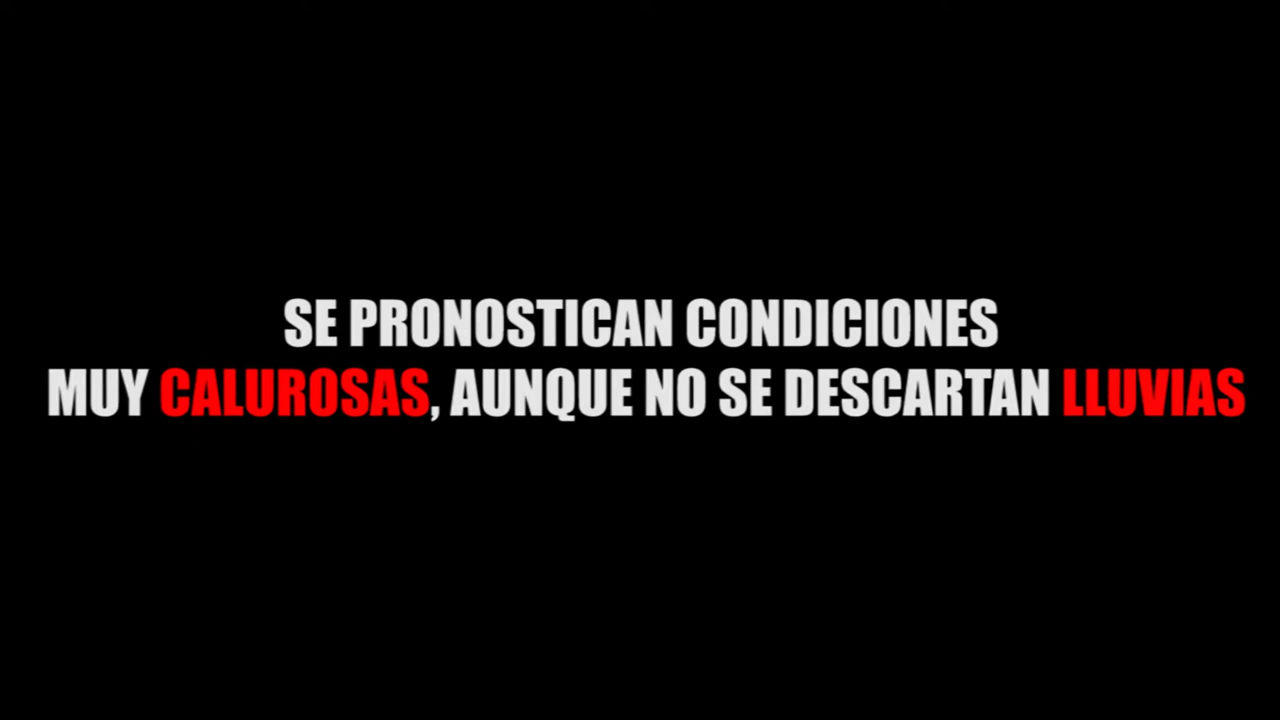 SE PRONOSTICAN CONDICIONES
MUY CALUROSAS, AUNQUE NO SE DESCARTAN LLUVIAS